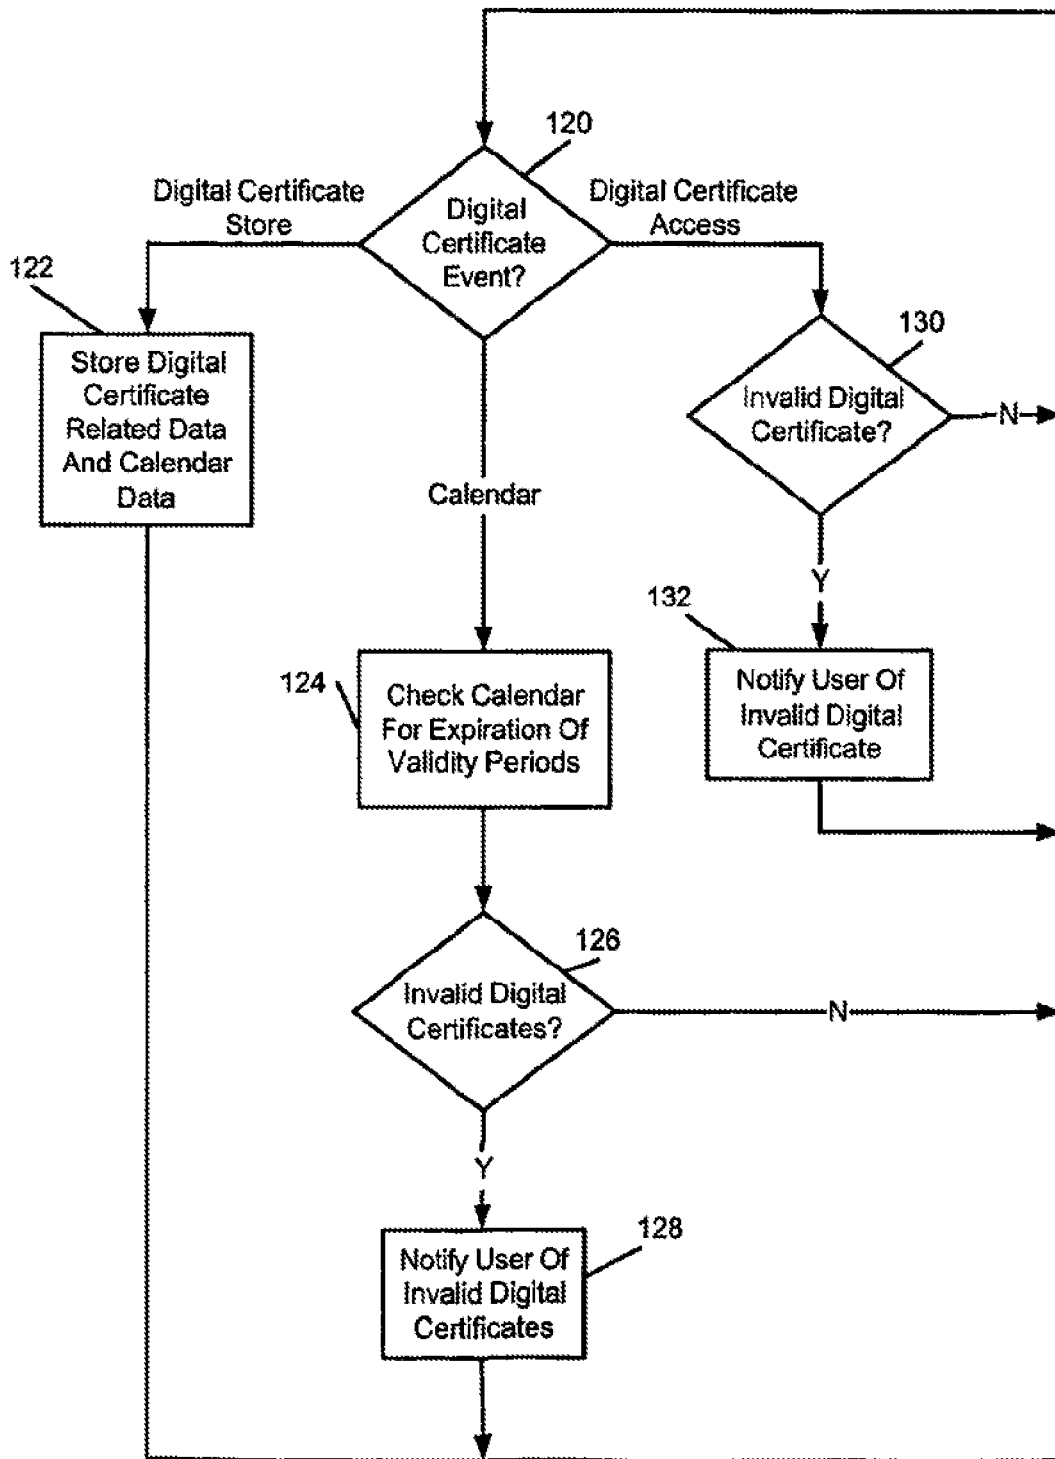 120
Digital Certificate
Store
Digital
Certificate
Event?
Digital Certificate
Access
122
Store Digital
Certificate
Related Data
And Calendar
Data
130
Invalid Digital
Certificate?
N
Calendar
Y
132
Notify User Of
Invalid Digital
Certificate
124
Check Calendar
For Expiration Of
Validity Periods
126
Invalid Digital
Certificates?
N
Y
128
Notify User Of
Invalid Digital
Certificates